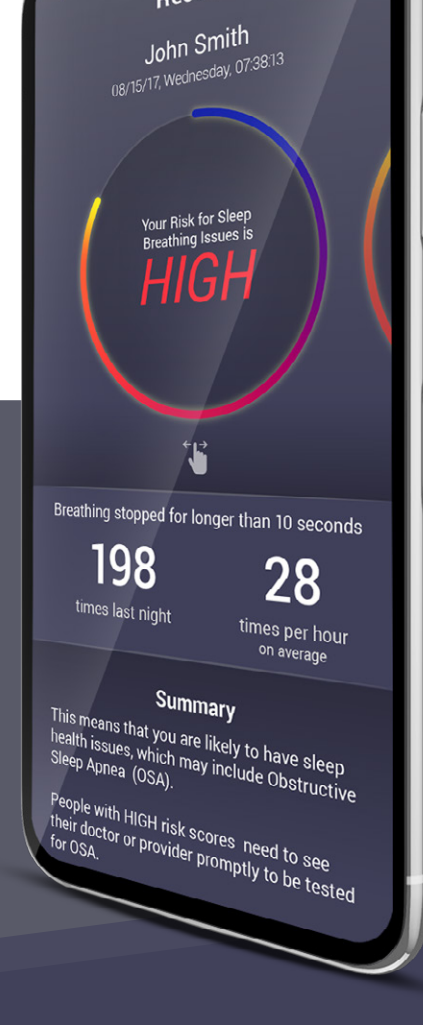 John Smith
08/15/17, Wednesday, 07:38:13
Your Risk for Sleep
Breathing Issues is
HIGH
Breathing stopped for longer than 10 seconds
198
times last night
28
times per hour
on average
Summary
This means that you are likely to have sleep
health issues, which may include Obstructive
Sleep Apnea (OSA).
People with HIGH risk scores need to see
their doctor or provider promptly to be tested
for OSA.